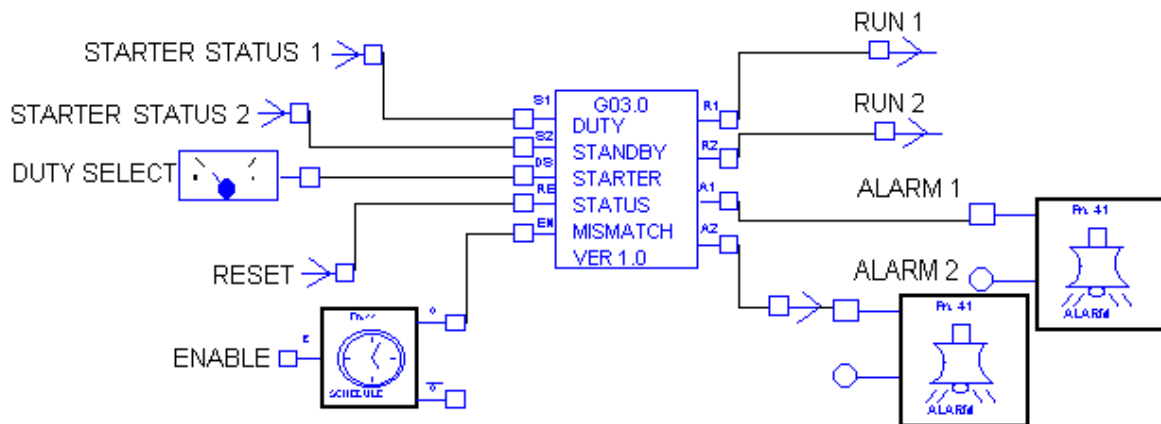 STARTER STATUS 1
STARTER STATUS 2
DUTY SELECT
RESET
ENABLE
S1
S2
DS
RE
EN
G03.0
DUTY
STANDBY
STARTER
STATUS
MISMATCH
VER 1.0
R1
R2
A1
A2
RUN 1
RUN 2
ALARM 1
ALARM 2
41
ALARM
41
ALARM
E
SCHEDULE